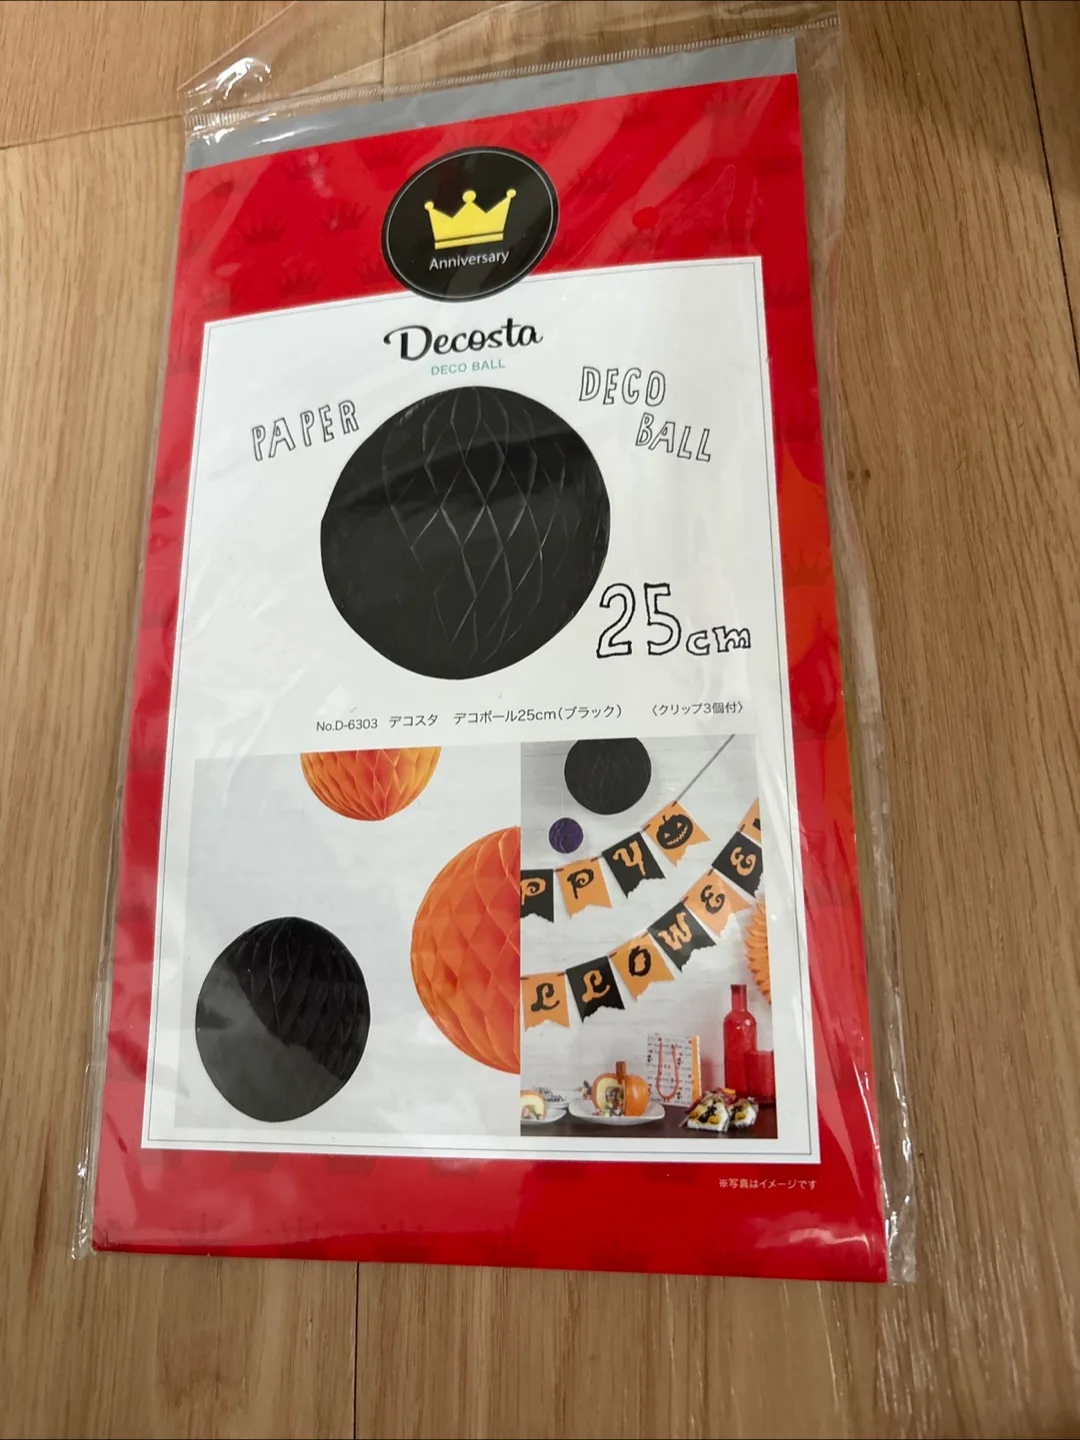 Anniversary
Decosta
DECO BALL
PAPER
DECO
BALL
25cm
No.D-6303 デコスタ デコボール25cm(ブラック) 〈クリップ3個付〉
PPY
LLOWEE
※写真はイメージです